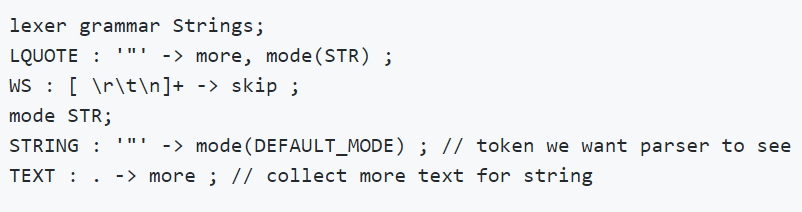 lexer grammar Strings;
LQUOTE : '"' -> more, mode(STR) ;
WS : [ \r\t\n]+ -> skip ;
mode STR;
STRING : '"' -> mode(DEFAULT_MODE) ; // token we want parser to see
TEXT : . -> more ; // collect more text for string